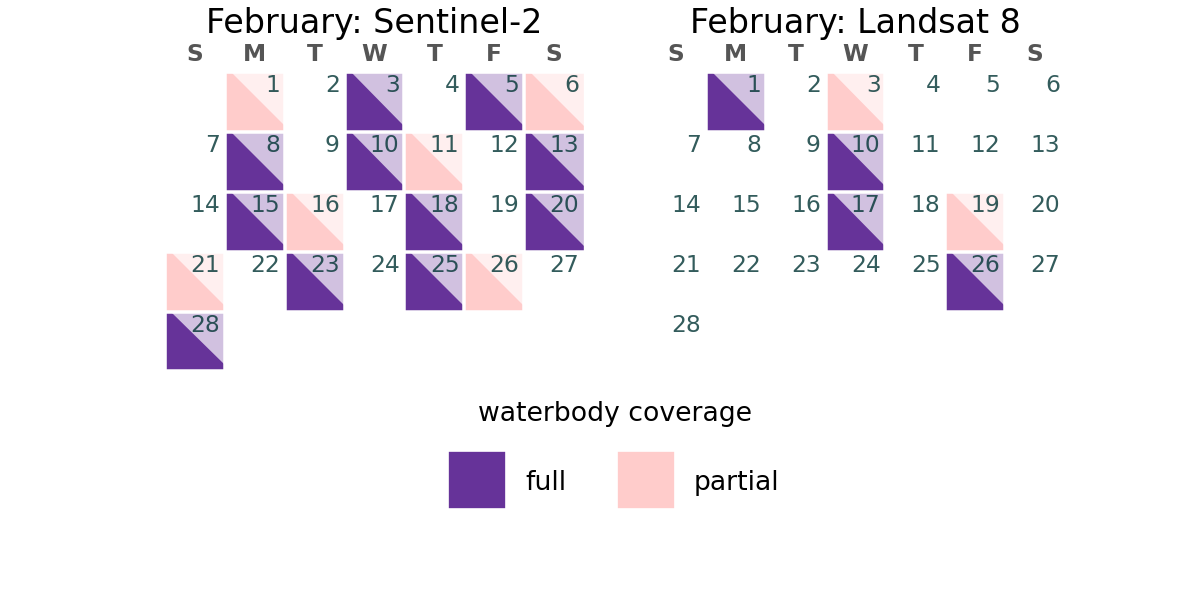 February: Sentinel-2
S M T W T F S
1 2 3 4 5 6
7 8 9 10 11 12 13
14 15 16 17 18 19 20
21 22 23 24 25 26 27
28
February: Landsat 8
S M T W T F S
1 2 3 4 5 6
7 8 9 10 11 12 13
14 15 16 17 18 19 20
21 22 23 24 25 26 27
28
waterbody coverage
full partial